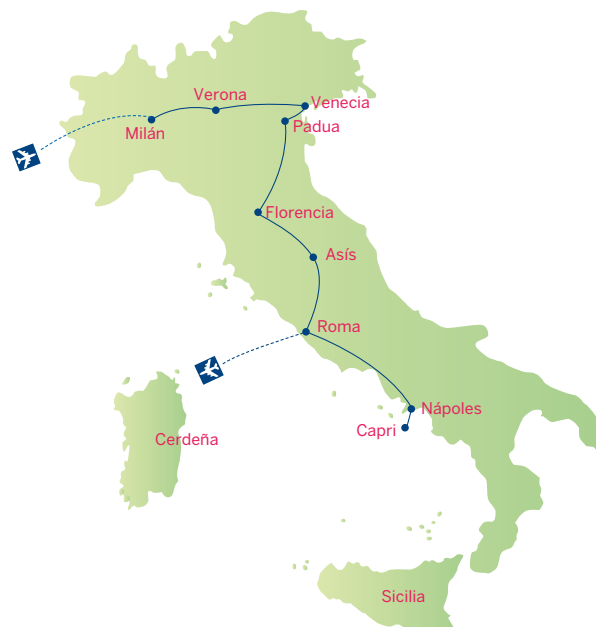 Verona
Venecia
Milán
Padua
Florencia
Asís
Roma
Nápoles
Capri
Cerdeña
Sicilia